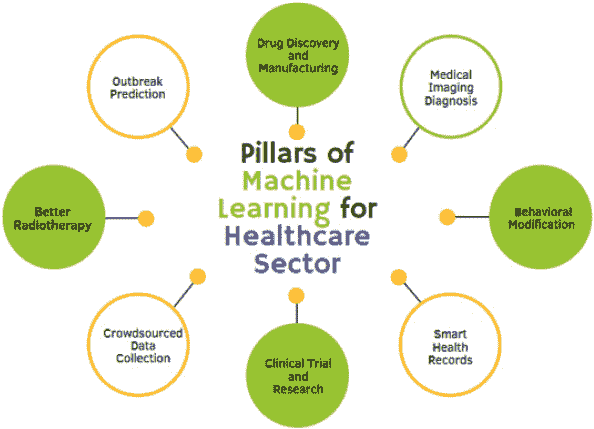 Drug Discovery
and
Manufacturing
Outbreak
Prediction
Medical
Imaging
Diagnosis
Pillars of
Machine
Learning for
Healthcare
Sector
Better
Radiotherapy
Behavioral
Modification
Crowdsourced
Data
Collection
Smart
Health
Records
Clinical Trial
and
Research